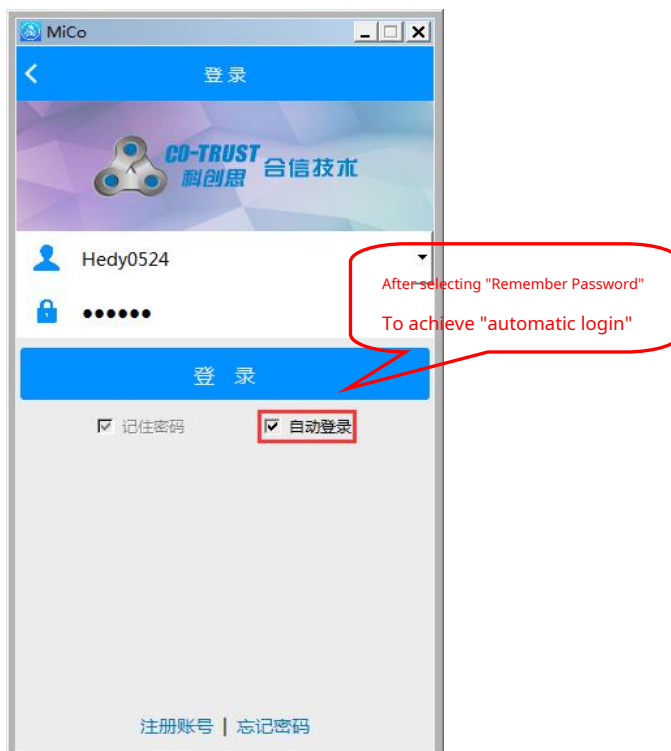 MiCo
登录
CO-TRUST
科创思
合信技术
Hedy0524
After selecting "Remember Password"
To achieve "automatic login"
登 录
记住密码
自动登录
注册账号 | 忘记密码